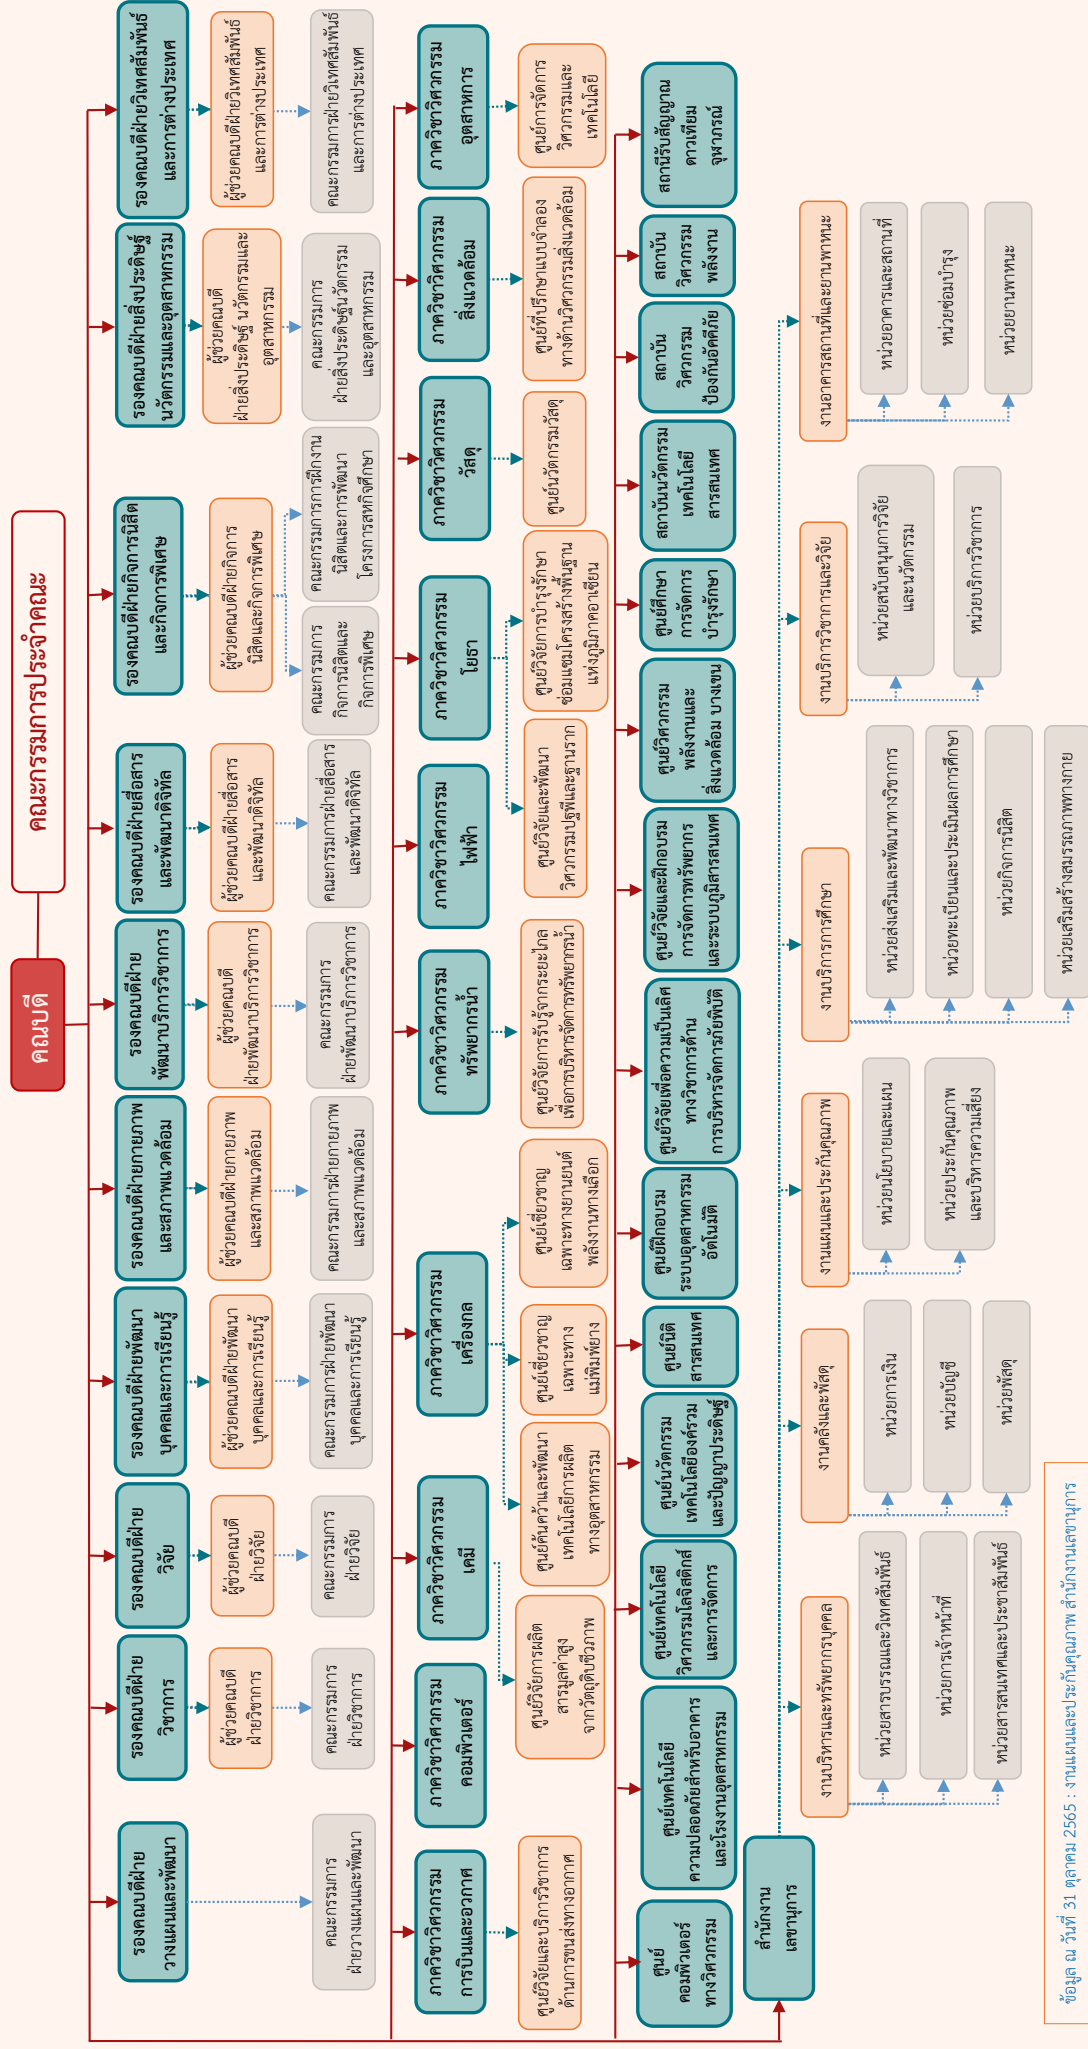 คณะกรรมการประจำคณะ
คณบดี
รองคณบดีฝ่าย
วางแผนและพัฒนา
รองคณบดีฝ่าย
วิชาการ
รองคณบดีฝ่าย
วิจัย
รองคณบดีฝ่ายพัฒนา
บุคคลและการเรียนรู้
รองคณบดีฝ่ายกายภาพ
และสภาพแวดล้อม
รองคณบดีฝ่าย
พัฒนาบริการวิชาการ
รองคณบดีฝ่ายสื่อสาร
และพัฒนาดิจิทัล
รองคณบดีฝ่ายกิจการนิสิต
และกิจการพิเศษ
รองคณบดีฝ่ายสิ่งประดิษฐ์
นวัตกรรมและอุตสาหกรรม
รองคณบดีฝ่ายวิเทศสัมพันธ์
และการต่างประเทศ
ผู้ช่วยคณบดี
ฝ่ายวิชาการ
ผู้ช่วยคณบดี
ฝ่ายวิจัย
ผู้ช่วยคณบดีฝ่ายพัฒนา
บุคคลและการเรียนรู้
ผู้ช่วยคณบดีฝ่ายกายภาพ
และสภาพแวดล้อม
ผู้ช่วยคณบดี
ฝ่ายพัฒนาบริการวิชาการ
ผู้ช่วยคณบดีฝ่ายสื่อสาร
และพัฒนาดิจิทัล
ผู้ช่วยคณบดีฝ่ายกิจการ
นิสิตและกิจการพิเศษ
ผู้ช่วยคณบดี
ฝ่ายสิ่งประดิษฐ์ นวัตกรรมและ
อุตสาหกรรม
ผู้ช่วยคณบดีฝ่ายวิเทศสัมพันธ์
และการต่างประเทศ
คณะกรรมการ
ฝ่ายวางแผนและพัฒนา
คณะกรรมการ
ฝ่ายวิชาการ
คณะกรรมการ
ฝ่ายวิจัย
คณะกรรมการฝ่ายพัฒนา
บุคคลและการเรียนรู้
คณะกรรมการฝ่ายกายภาพ
และสภาพแวดล้อม
คณะกรรมการ
ฝ่ายพัฒนาบริการวิชาการ
คณะกรรมการฝ่ายสื่อสาร
และพัฒนาดิจิทัล
คณะกรรมการ
กิจการนิสิตและ
กิจการพิเศษ
คณะกรรมการการฝึกงาน
นิสิตและการพัฒนา
โครงการสหกิจศึกษา
คณะกรรมการ
ฝ่ายสิ่งประดิษฐ์นวัตกรรม
และอุตสาหกรรม
คณะกรรมการฝ่ายวิเทศสัมพันธ์
และการต่างประเทศ
ภาควิชาวิศวกรรม
การบินและอวกาศ
ภาควิชาวิศวกรรม
คอมพิวเตอร์
ภาควิชาวิศวกรรม
เคมี
ภาควิชาวิศวกรรม
เครื่องกล
ภาควิชาวิศวกรรม
ทรัพยากรน้ำ
ภาควิชาวิศวกรรม
ไฟฟ้า
ภาควิชาวิศวกรรม
โยธา
ภาควิชาวิศวกรรม
วัสดุ
ภาควิชาวิศวกรรม
สิ่งแวดล้อม
ภาควิชาวิศวกรรม
อุตสาหการ
ศูนย์วิจัยและบริการวิชาการ
ด้านการขนส่งทางอากาศ
ศูนย์วิจัยการผลิต
สารมูลค่าสูง
จากวัตถุดิบชีวภาพ
ศูนย์ค้นคว้าและพัฒนา
เทคโนโลยีการผลิต
ทางอุตสาหกรรม
ศูนย์เชี่ยวชาญ
เฉพาะทาง
แม่พิมพ์ยาง
ศูนย์เชี่ยวชาญ
เฉพาะทางยานยนต์
พลังงานทางเลือก
ศูนย์วิจัยการรับรู้จากระยะไกล
เพื่อการบริหารจัดการทรัพยากรน้ำ
ศูนย์วิจัยและพัฒนา
วิศวกรรมปฐพีและฐานราก
ศูนย์วิจัยการบำรุงรักษา
ซ่อมแซมโครงสร้างพื้นฐาน
แห่งภูมิภาคอาเซียน
ศูนย์นวัตกรรมวัสดุ
ศูนย์ที่ปรึกษาแบบจำลอง
ทางด้านวิศวกรรมสิ่งแวดล้อม
ศูนย์การจัดการ
วิศวกรรมและ
เทคโนโลยี
ศูนย์
คอมพิวเตอร์
ทางวิศวกรรม
ศูนย์เทคโนโลยี
ความปลอดภัยสำหรับอาคาร
และโรงงานอุตสาหกรรม
ศูนย์เทคโนโลยี
วิศวกรรมโลจิสติกส์
และการจัดการ
ศูนย์นวัตกรรม
เทคโนโลยีองค์รวม
และปัญญาประดิษฐ์
ศูนย์นิติ
สารสนเทศ
ศูนย์ฝึกอบรม
ระบบอุตสาหกรรม
อัตโนมัติ
ศูนย์วิจัยเพื่อความเป็นเลิศ
ทางวิชาการด้าน
การบริหารจัดการภัยพิบัติ
ศูนย์วิจัยและฝึกอบรม
การจัดการทรัพยากร
และระบบภูมิสารสนเทศ
ศูนย์วิศวกรรม
พลังงานและ
สิ่งแวดล้อม บางเขน
ศูนย์ศึกษา
การจัดการ
บำรุงรักษา
สถาบันนวัตกรรม
เทคโนโลยี
สารสนเทศ
สถาบัน
วิศวกรรม
ป้องกันอัคคีภัย
สถาบัน
วิศวกรรม
พลังงาน
สถานีรับสัญญาณ
ดาวเทียม
จุฬาภรณ์
สำนักงาน
เลขานุการ
งานบริหารและทรัพยากรบุคคล
หน่วยสารบรรณและวิเทศสัมพันธ์
หน่วยการเจ้าหน้าที่
หน่วยสารสนเทศและประชาสัมพันธ์
งานคลังและพัสดุ
หน่วยการเงิน
หน่วยบัญชี
หน่วยพัสดุ
งานแผนและประกันคุณภาพ
หน่วยนโยบายและแผน
หน่วยประกันคุณภาพ
และบริหารความเสี่ยง
งานบริการการศึกษา
หน่วยส่งเสริมและพัฒนาทางวิชาการ
หน่วยทะเบียนและประเมินผลการศึกษา
หน่วยกิจการนิสิต
หน่วยเสริมสร้างสมรรถภาพทางกาย
งานบริการวิชาการและวิจัย
หน่วยสนับสนุนการวิจัย
และนวัตกรรม
หน่วยบริการวิชาการ
งานอาคารสถานที่และยานพาหนะ
หน่วยอาคารและสถานที่
หน่วยซ่อมบำรุง
หน่วยยานพาหนะ
ข้อมูล ณ วันที่ 31 ตุลาคม 2565 : งานแผนและประกันคุณภาพ สำนักงานเลขานุการ